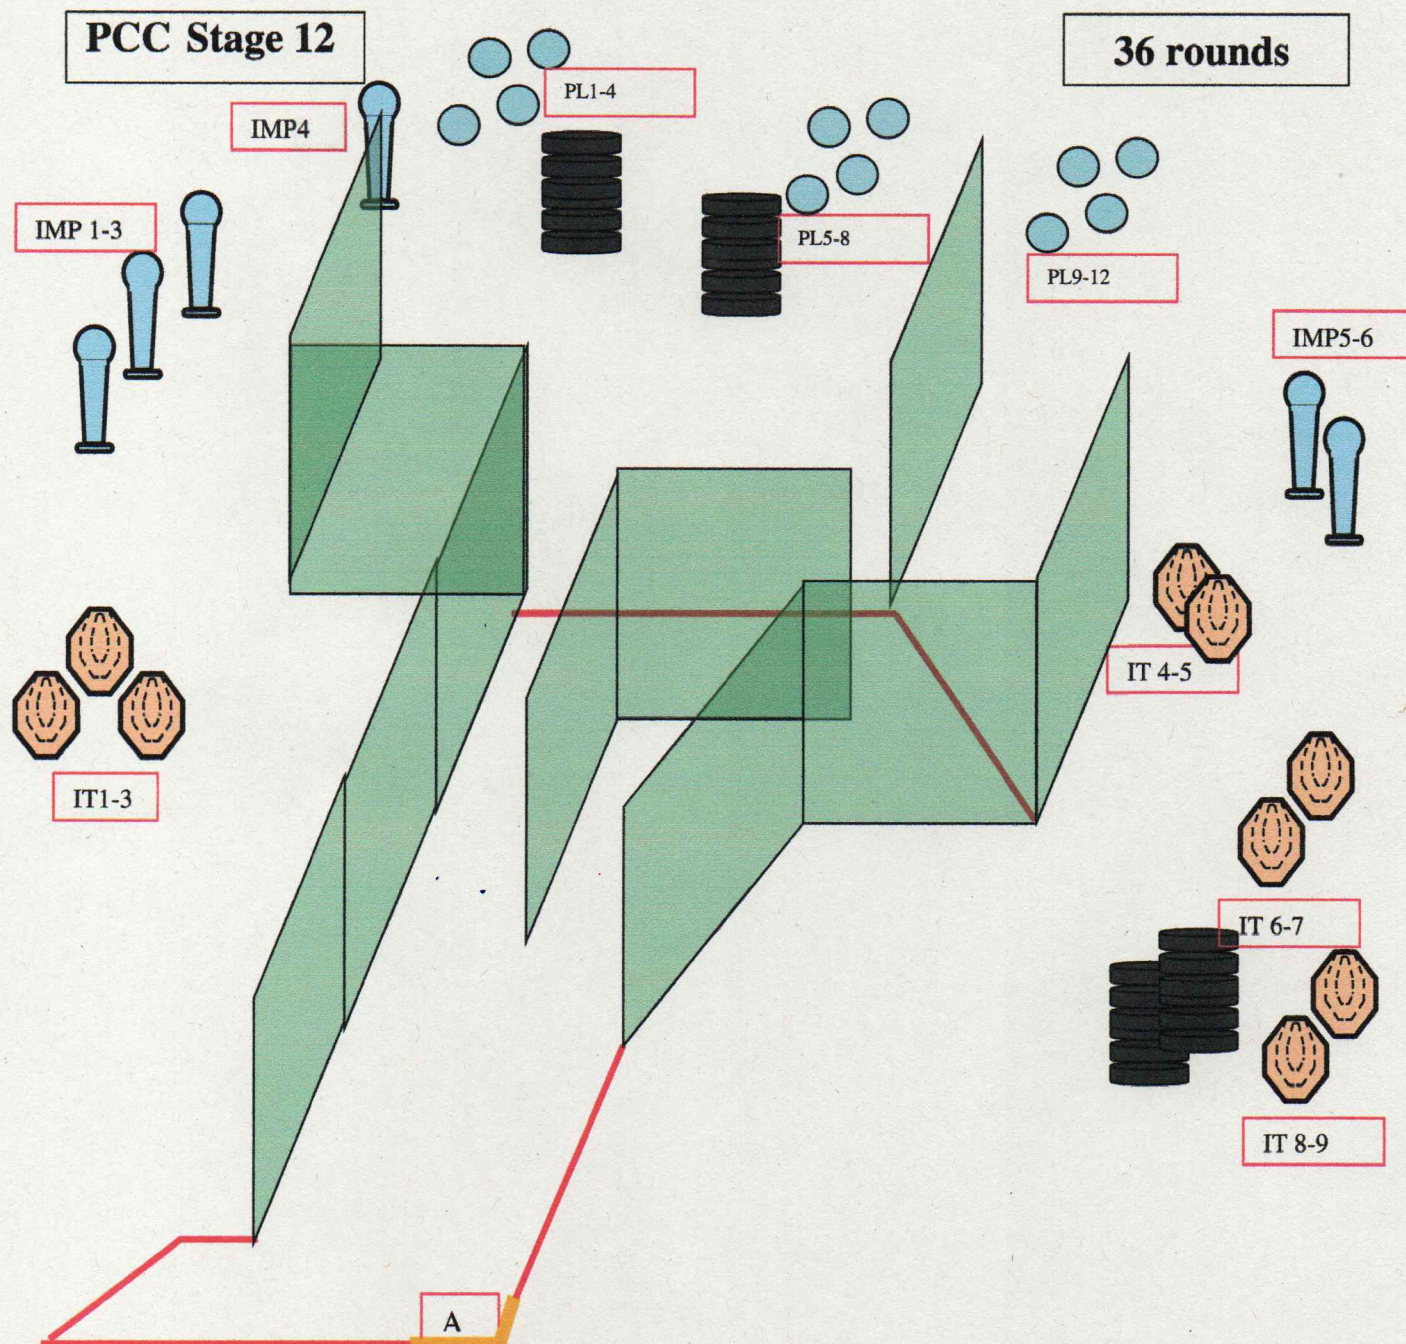 PCC Stage 12
36 rounds
IMP4
PL1-4
IMP 1-3
PL5-8
PL9-12
IMP5-6
IT 4-5
IT1-3
IT 6-7
IT 8-9
A